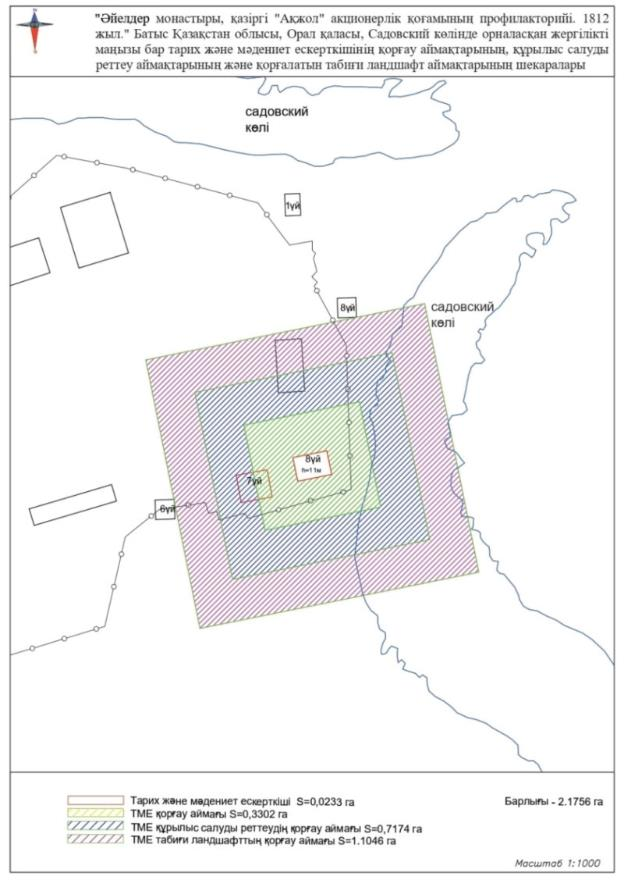 "Әйелдер монастыры, қазіргі "Ақжол" акционерлік қоғамының профилакторийі. 1812
жыл." Батыс Қазақстан облысы, Орал қаласы, Садовский көлінде орналасқан жергілікті
маңызы бар тарих және мәдениет ескерткішінің қорғау аймақтарының, құрылыс салуды
реттеу аймақтарының және қорғалатын табиғи ландшафт аймақтарының шекаралары
садовский
көлі
1үй
8үй
садовский
көлі
8үй
h=11м
7үй
6үй
Тарих және мәдениет ескерткіші S=0,0233 га
Барлығы - 2.1756 га
ТМЕ қорғау аймағы S=0,3302 га
ТМЕ құрылыс салуды реттеудің қорғау аймағы S=0,7174 га
ТМЕ табиғи ландшафттың қорғау аймағы S=1.1046 га
Масштаб 1:1000